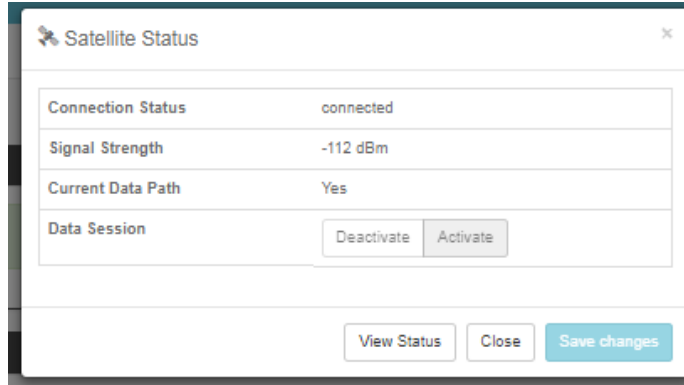 Satellite Status ×
Connection Status connected
Signal Strength -112 dBm
Current Data Path Yes
Data Session Deactivate Activate
View Status Close Save changes